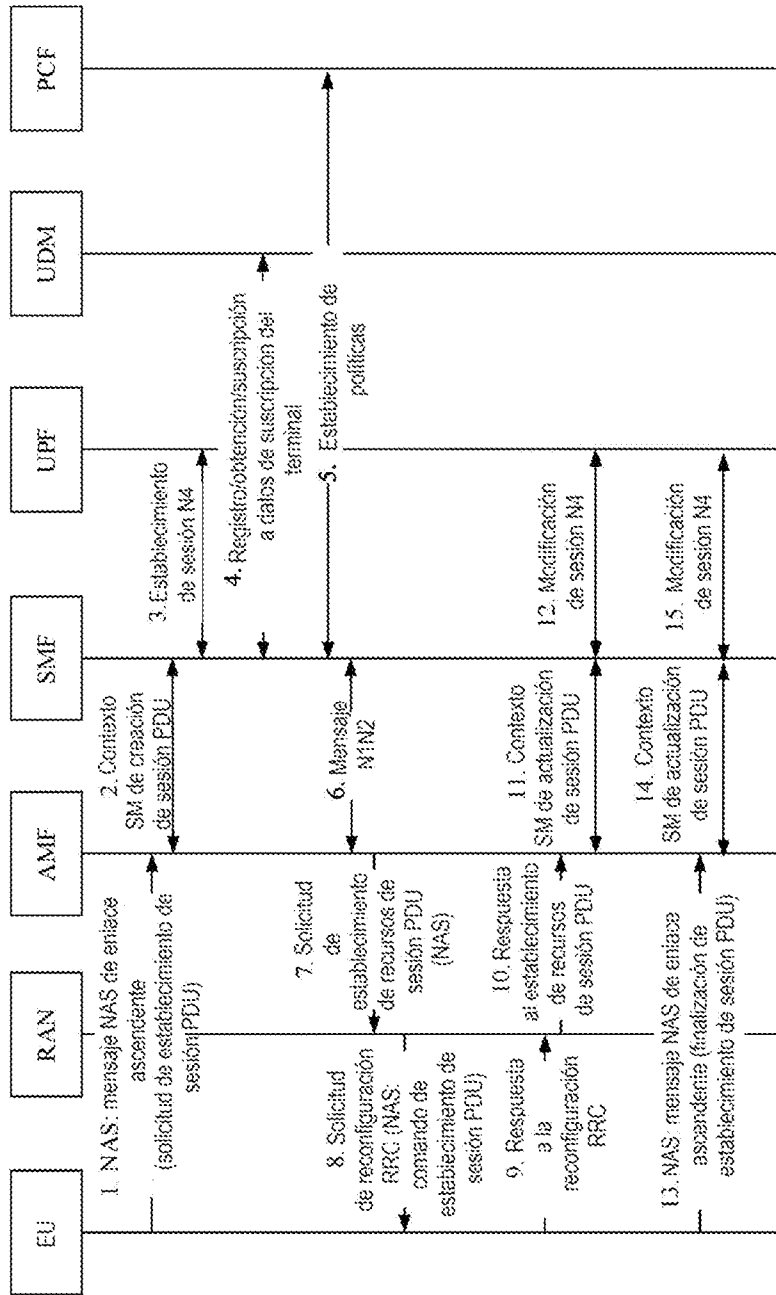 EU
RAN
AMF
SMF
UPF
UDM
PCF
1. NAS: mensaje NAS de enlace
ascendente
(solicitud de establecimiento de
sesión PDU)
2. Contexto
SM de creación
de sesión PDU
3. Establecimiento
de sesión N4
4. Registro/obtención/suscripción
a datos de suscripción del
terminal
5. Establecimiento de
políticas
6. Mensaje
N1N2
7. Solicitud
de
establecimiento
de recursos de
sesión PDU
(NAS)
8. Solicitud
de reconfiguración
RRC (NAS:
comando de
establecimiento de
sesión PDU)
9. Respuesta
a la
reconfiguración
RRC
10. Respuesta
al establecimiento
de recursos
de sesión PDU
11. Contexto
SM de actualización
de sesión PDU
12. Modificación
de sesión N4
13. NAS: mensaje NAS de enlace
ascendente (finalización de
establecimiento de sesión PDU)
14. Contexto
SM de actualización
de sesión PDU
15. Modificación
de sesión N4